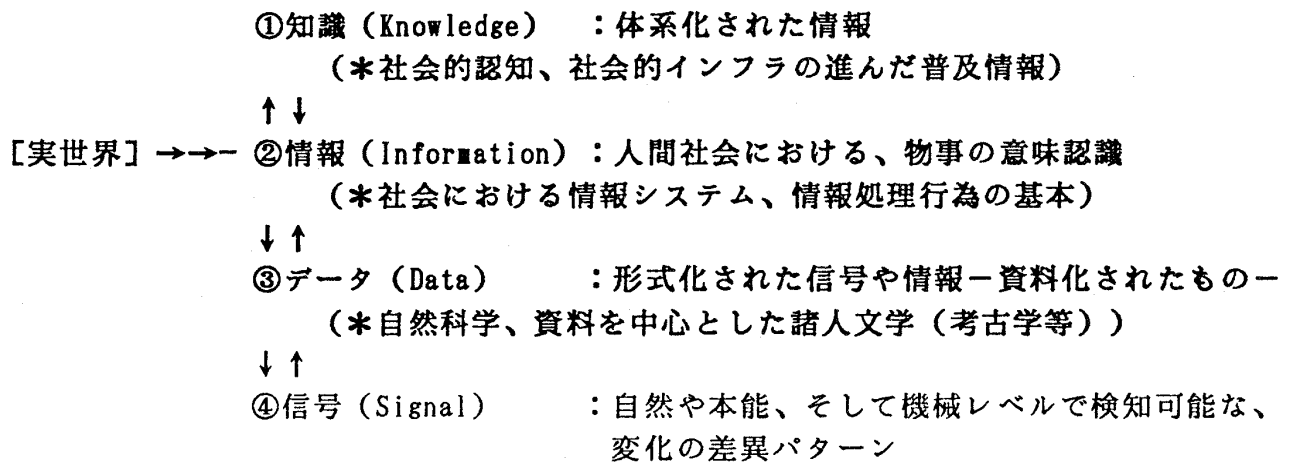 ①知識（Knowledge）　：体系化された情報
（＊社会的認知、社会的インフラの進んだ普及情報）
↑↓
［実世界］→→－ ②情報（Information）：人間社会における、物事の意味認識
（＊社会における情報システム、情報処理行為の基本）
↓↑
③データ（Data）　　：形式化された信号や情報－資料化されたもの－
（＊自然科学、資料を中心とした諸人文学（考古学等））
↓↑
④信号（Signal）　　：自然や本能、そして機械レベルで検知可能な、
変化の差異パターン